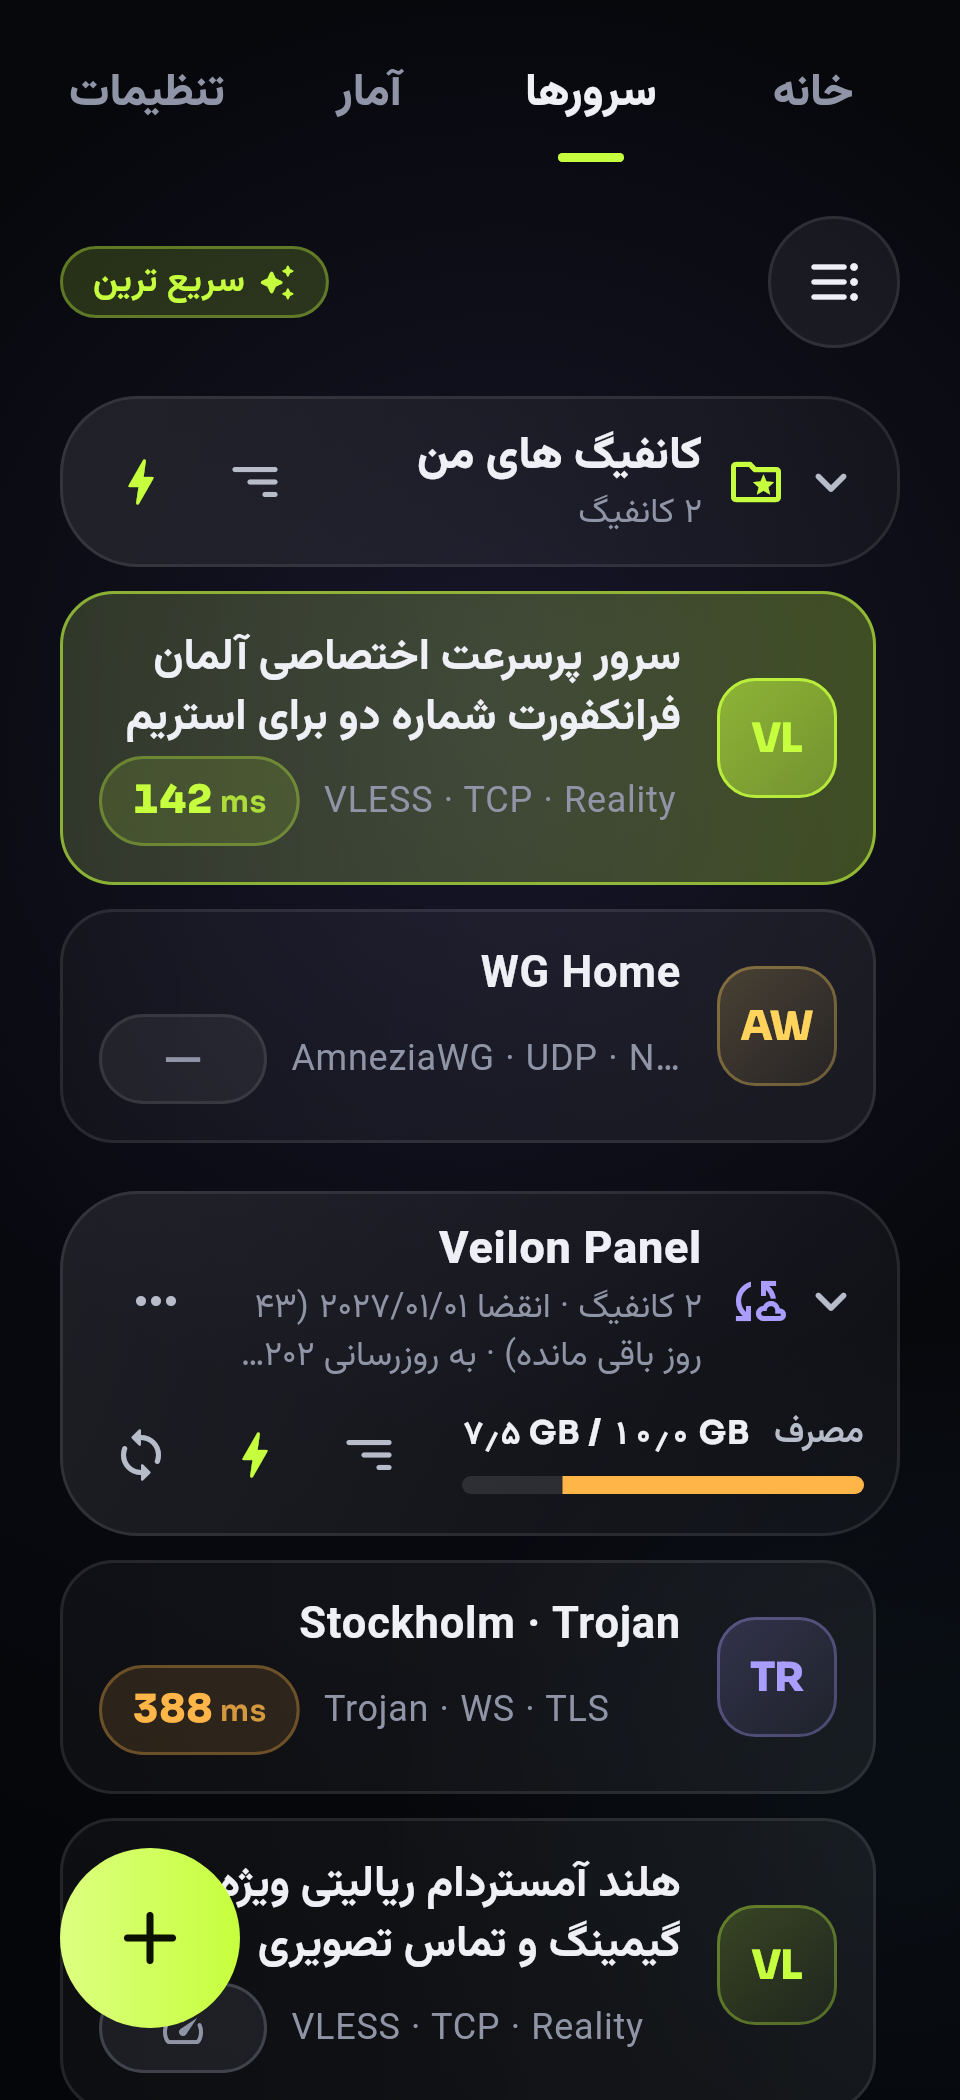 خانه
سرورها
آمار
تنظیمات
سریع ترین
کانفیگ های من
۲ کانفیگ
سرور پرسرعت اختصاصی آلمان
فرانکفورت شماره دو برای استریم
VL
VLESS · TCP · Reality
142 ms
WG Home
AW
AmneziaWG · UDP · N…
—
Veilon Panel
۲ کانفیگ · انقضا ۲۰۲۷/۰۱/۰۱ (۴۳
روز باقی مانده) · به روزرسانی ۲۰۲…
مصرف
۷٫۵ GB / ۱۰٫۰ GB
Stockholm · Trojan
TR
Trojan · WS · TLS
388 ms
هلند آمستردام ریالیتی ویژه
گیمینگ و تماس تصویری
VL
VLESS · TCP · Reality